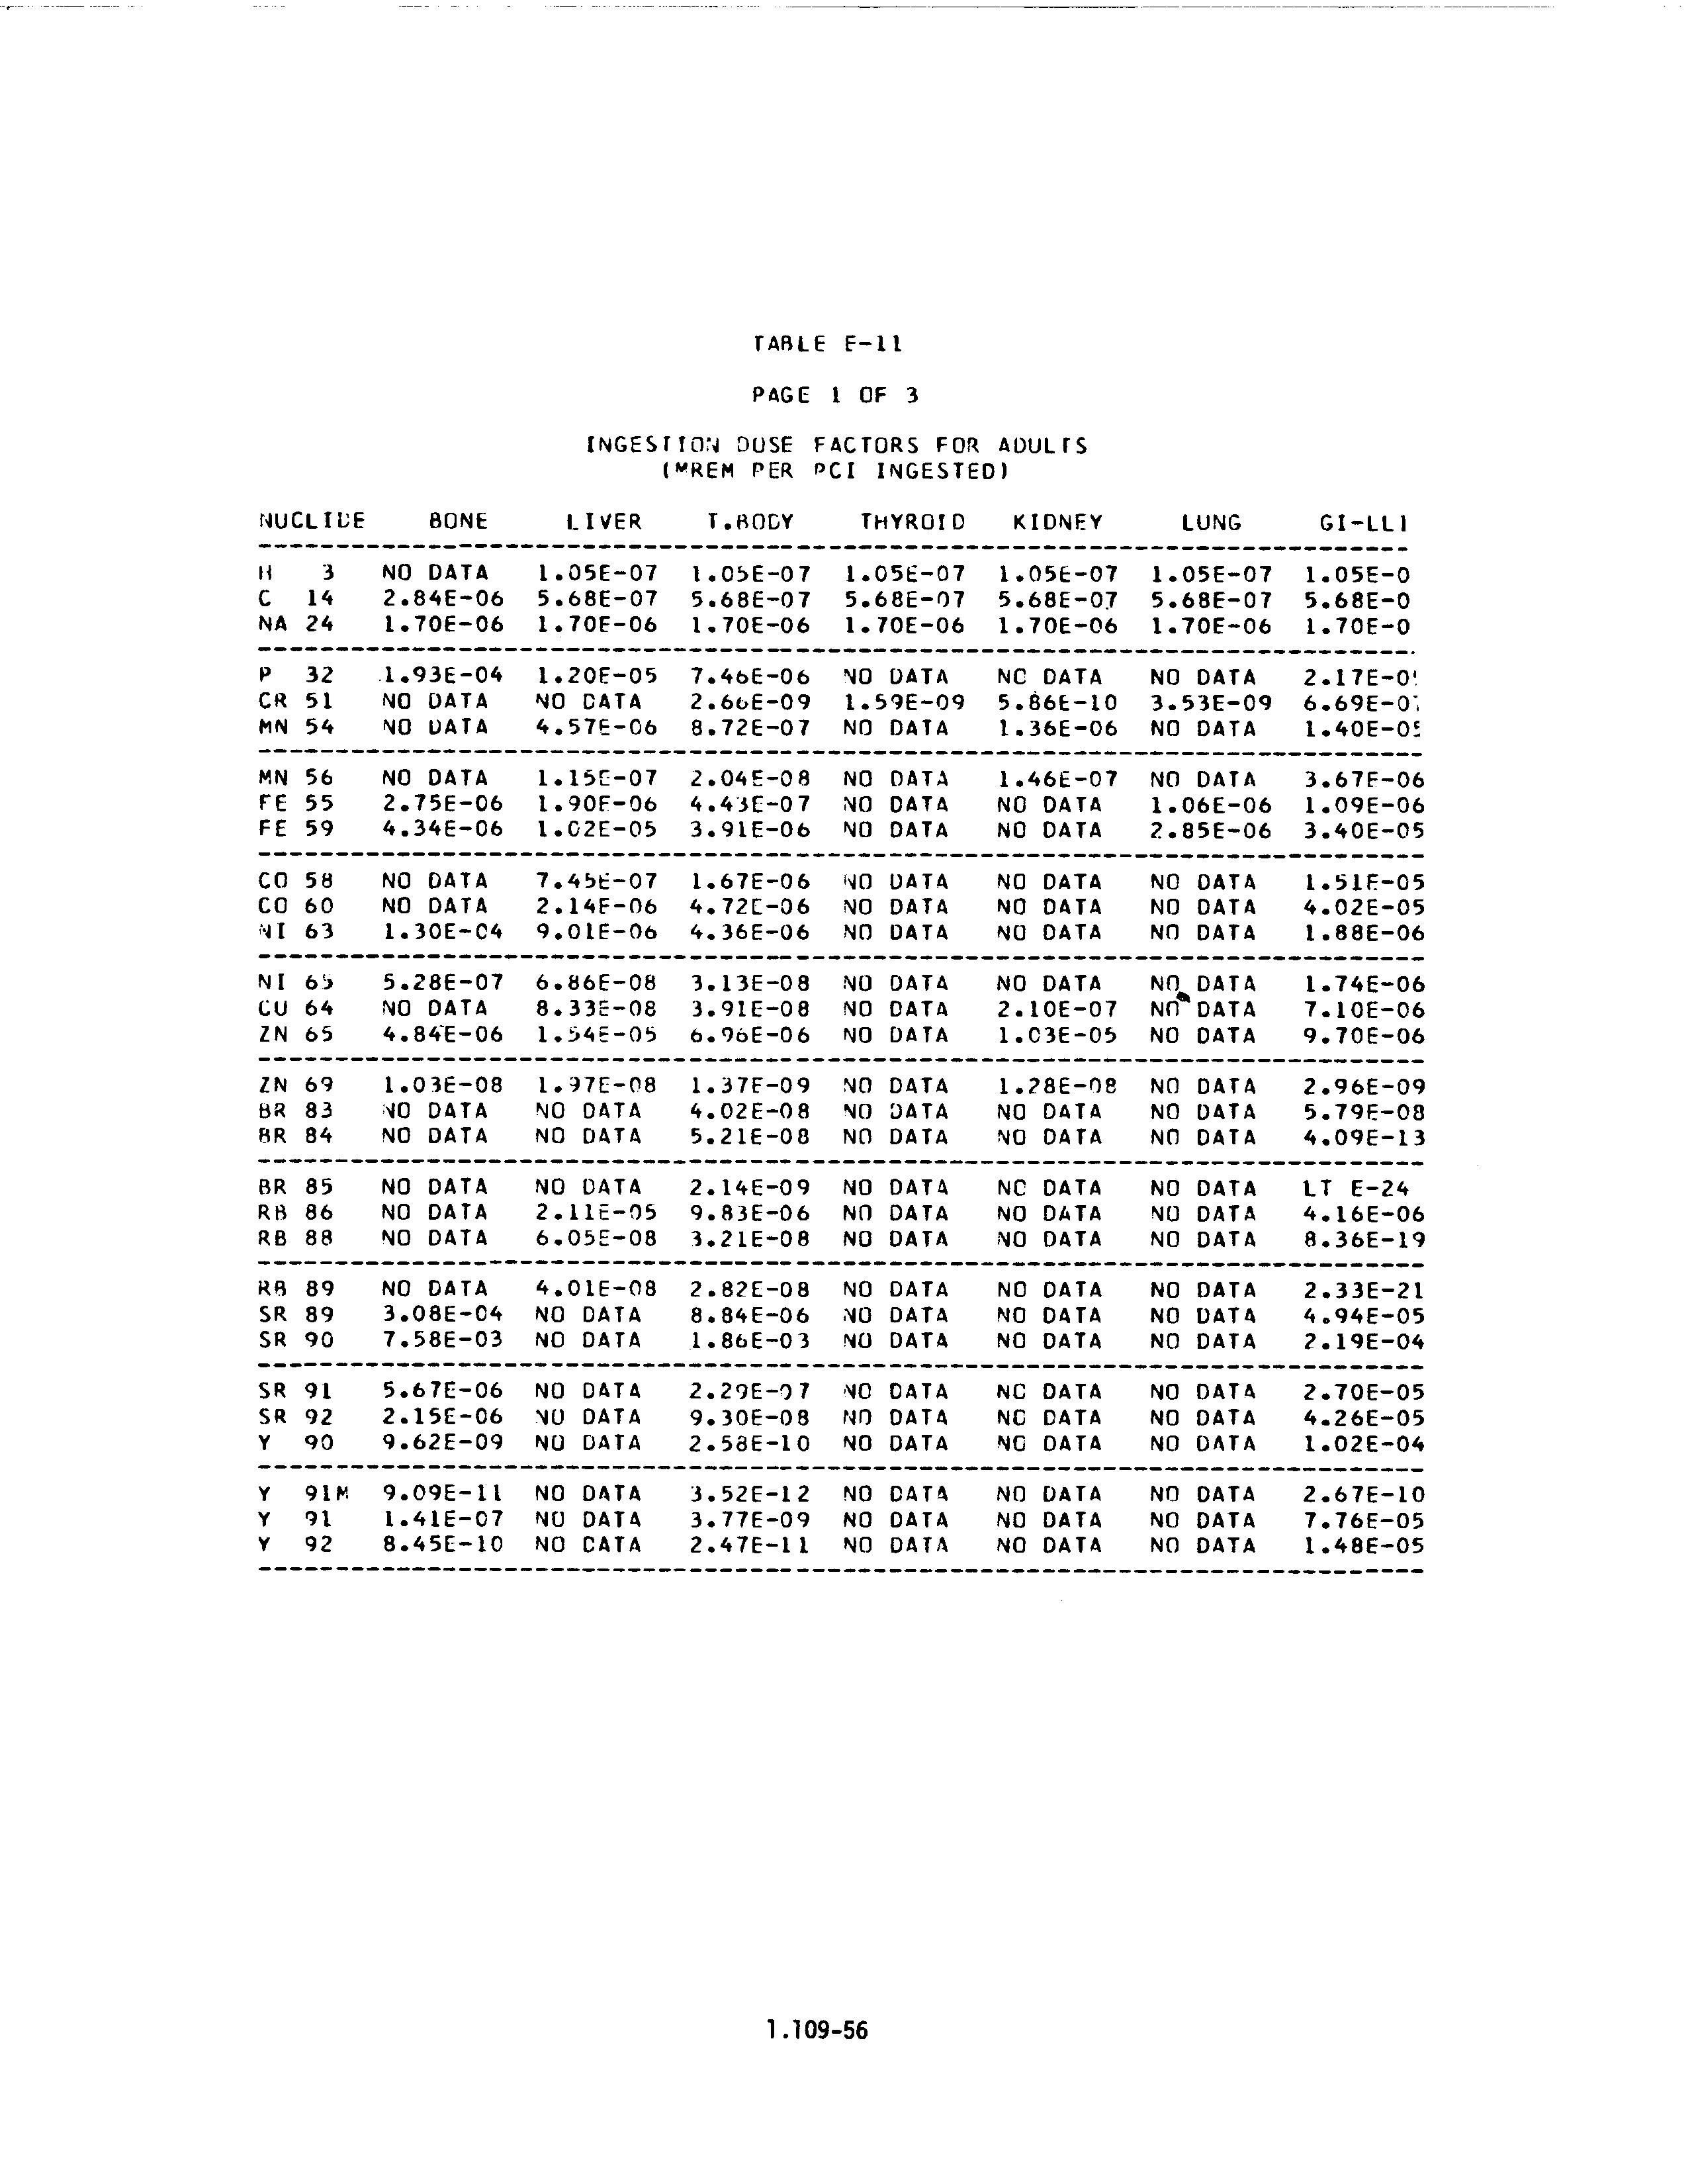 TABLE E-11
PAGE 1 OF 3
INGESTION DOSE FACTORS FOR ADULTS
(MREM PER PCI INGESTED)
NUCLIDE BONE LIVER T.BODY THYROID KIDNEY LUNG GI-LLI
H 3 NO DATA 1.05E-07 1.05E-07 1.05E-07 1.05E-07 1.05E-07 1.05E-0
C 14 2.84E-06 5.68E-07 5.68E-07 5.68E-07 5.68E-07 5.68E-07 5.68E-0
NA 24 1.70E-06 1.70E-06 1.70E-06 1.70E-06 1.70E-06 1.70E-06 1.70E-0
P 32 1.93E-04 1.20E-05 7.46E-06 NO DATA NO DATA NO DATA 2.17E-0
CR 51 NO DATA NO DATA 2.66E-09 1.59E-09 5.86E-10 3.53E-09 6.69E-0
MN 54 NO DATA 4.57E-06 8.72E-07 NO DATA 1.36E-06 NO DATA 1.40E-0
MN 56 NO DATA 1.15E-07 2.04E-08 NO DATA 1.46E-07 NO DATA 3.67E-06
FE 55 2.75E-06 1.90E-06 4.43E-07 NO DATA NO DATA 1.06E-06 1.09E-06
FE 59 4.34E-06 1.02E-05 3.91E-06 NO DATA NO DATA 2.85E-06 3.40E-05
CO 58 NO DATA 7.45E-07 1.67E-06 NO DATA NO DATA NO DATA 1.51E-05
CO 60 NO DATA 2.14E-06 4.72E-06 NO DATA NO DATA NO DATA 4.02E-05
NI 63 1.30E-04 9.01E-06 4.36E-06 NO DATA NO DATA NO DATA 1.88E-06
NI 65 5.28E-07 6.86E-08 3.13E-08 NO DATA NO DATA NO DATA 1.74E-06
CU 64 NO DATA 8.33E-08 3.91E-08 NO DATA 2.10E-07 NO DATA 7.10E-06
ZN 65 4.84E-06 1.54E-05 6.96E-06 NO DATA 1.03E-05 NO DATA 9.70E-06
ZN 69 1.03E-08 1.97E-08 1.37E-09 NO DATA 1.28E-08 NO DATA 2.96E-09
BR 83 NO DATA NO DATA 4.02E-08 NO DATA NO DATA NO DATA 5.79E-08
BR 84 NO DATA NO DATA 5.21E-08 NO DATA NO DATA NO DATA 4.09E-13
BR 85 NO DATA NO DATA 2.14E-09 NO DATA NO DATA NO DATA LT E-24
RB 86 NO DATA 2.11E-05 9.83E-06 NO DATA NO DATA NO DATA 4.16E-06
RB 88 NO DATA 6.05E-08 3.21E-08 NO DATA NO DATA NO DATA 8.36E-19
RB 89 NO DATA 4.01E-08 2.82E-08 NO DATA NO DATA NO DATA 2.33E-21
SR 89 3.08E-04 NO DATA 8.84E-06 NO DATA NO DATA NO DATA 4.94E-05
SR 90 7.58E-03 NO DATA 1.86E-03 NO DATA NO DATA NO DATA 2.19E-04
SR 91 5.67E-06 NO DATA 2.29E-07 NO DATA NO DATA NO DATA 2.70E-05
SR 92 2.15E-06 NO DATA 9.30E-08 NO DATA NO DATA NO DATA 4.26E-05
Y 90 9.62E-09 NO DATA 2.58E-10 NO DATA NO DATA NO DATA 1.02E-04
Y 91M 9.09E-11 NO DATA 3.52E-12 NO DATA NO DATA NO DATA 2.67E-10
Y 91 1.41E-07 NO DATA 3.77E-09 NO DATA NO DATA NO DATA 7.76E-05
Y 92 8.45E-10 NO DATA 2.47E-11 NO DATA NO DATA NO DATA 1.48E-05
1.109-56